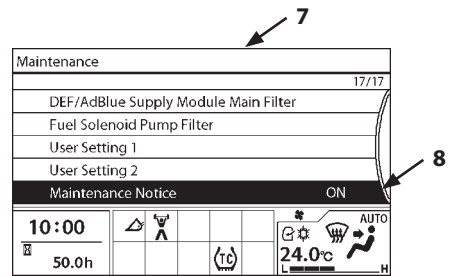 7
Maintenance
17/17
DEF/AdBlue Supply Module Main Filter
Fuel Solenoid Pump Filter
User Setting 1
User Setting 2
8
Maintenance Notice ON
10:00
AUTO
50.0h
TC
24.0℃
L H